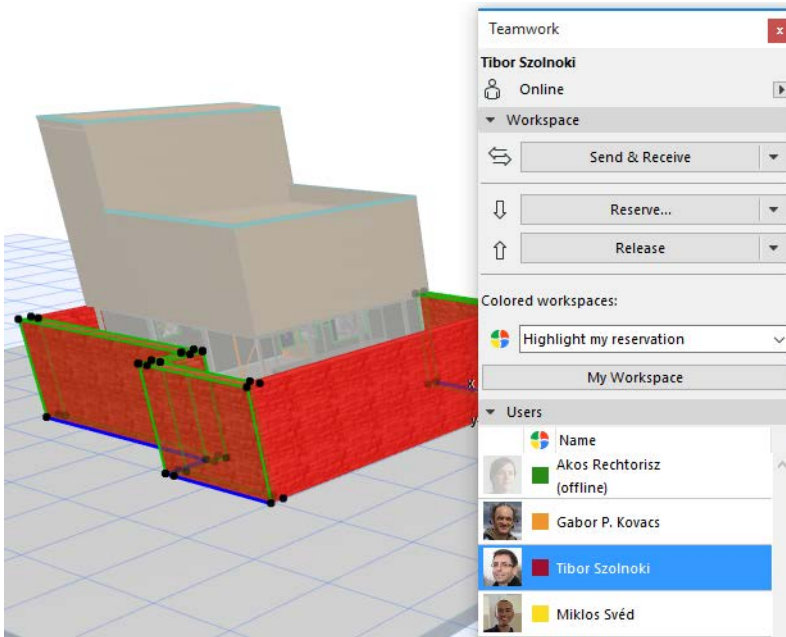 Teamwork
x
Tibor Szolnoki
Online
Workspace
Send & Receive
Reserve...
Release
Colored workspaces:
Highlight my reservation
My Workspace
x
y
Users
Name
Akos Rechtorisz
(offline)
Gabor P. Kovacs
Tibor Szolnoki
Miklos Svéd